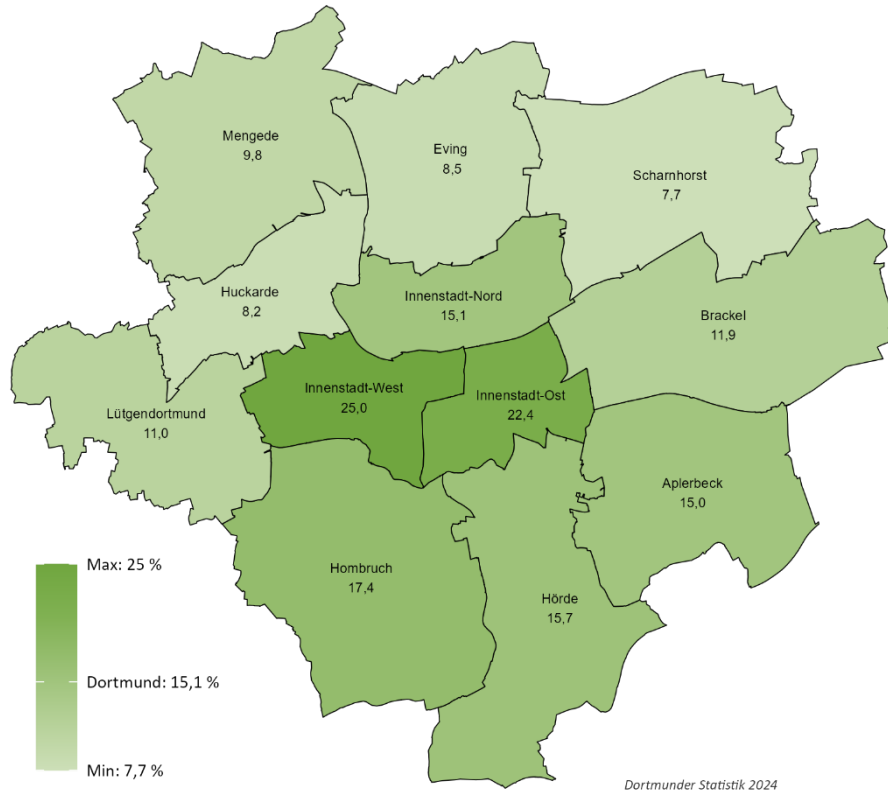 Mengede
9,8
Eving
8,5
Scharnhorst
7,7
Huckarde
8,2
Innenstadt-Nord
15,1
Brackel
11,9
Lütgendortmund
11,0
Innenstadt-West
25,0
Innenstadt-Ost
22,4
Aplerbeck
15,0
Hombruch
17,4
Hörde
15,7
Max: 25 %
Dortmund: 15,1 %
Min: 7,7 %
Dortmunder Statistik 2024